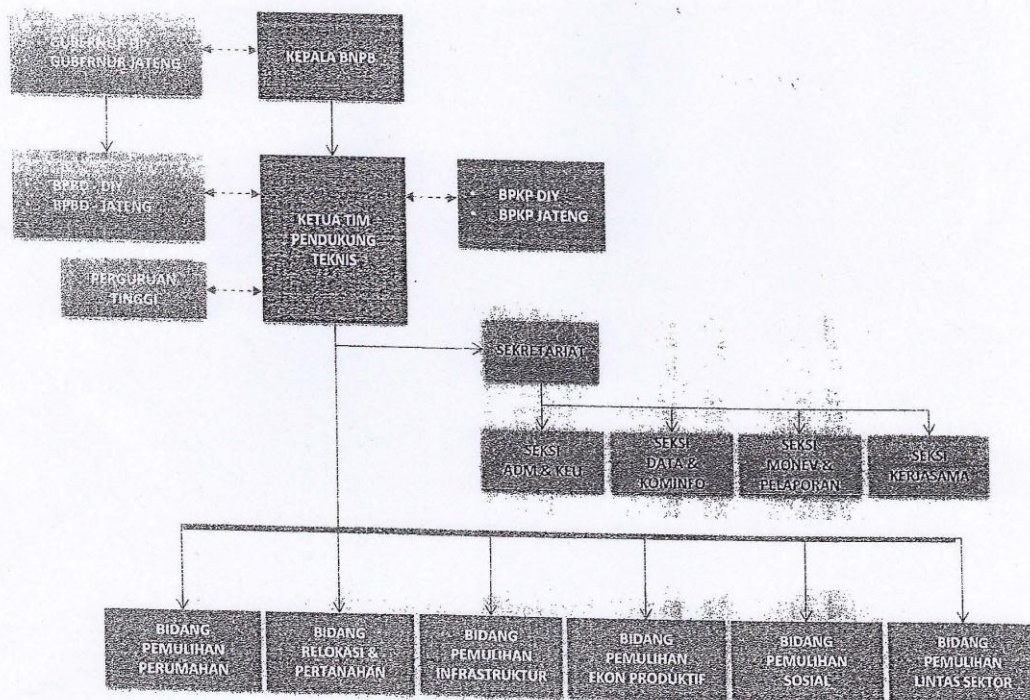 GUBERNUR DIY
GUBERNUR JATENG
KEPALA BNPB
BPBD - DIY
BPBD - JATENG
KETUA TIM
PENDUKUNG
TEKNIS
• BPKP DIY
• BPKP JATENG
PERGURUAN
TINGGI
SEKRETARIAT
SEKSI
ADM & KEU
SEKSI
DATA &
KOMINFO
SEKSI
MONEV &
PELAPORAN
SEKSI
KERJASAMA
BIDANG
PEMULIHAN
PERUMAHAN
BIDANG
RELOKASI &
PERTANAHAN
BIDANG
PEMULIHAN
INFRASTRUKTUR
BIDANG
PEMULIHAN
EKON PRODUKTIF
BIDANG
PEMULIHAN
SOSIAL
BIDANG
PEMULIHAN
LINTAS SEKTOR